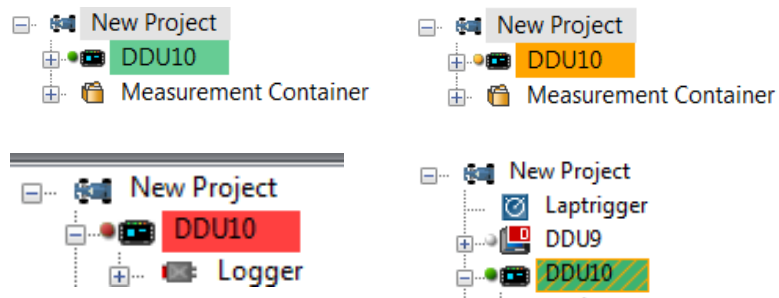 New Project
DDU10
Measurement Container
New Project
DDU10
Measurement Container
New Project
DDU10
Logger
New Project
Laptrigger
DDU9
DDU10